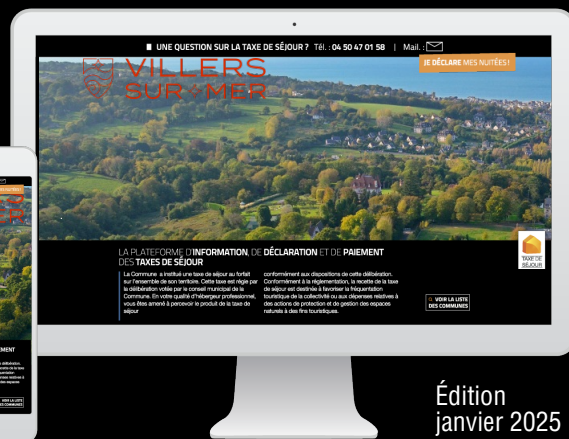 UNE QUESTION SUR LA TAXE DE SÉJOUR ? Tél. : 04 50 47 01 58 | Mail. :
JE DÉCLARE MES NUITÉES !
VILLERS
SUR MER
LA PLATEFORME D'INFORMATION, DE DÉCLARATION ET DE PAIEMENT
DES TAXES DE SÉJOUR
La Commune a institué une taxe de séjour au forfait
sur l'ensemble de son territoire. Cette taxe est régie par
la délibération votée par le conseil municipal de la
Commune. En votre qualité d'hébergeur professionnel,
vous êtes amené à percevoir le produit de la taxe de
séjour
conformément aux dispositions de cette délibération.
Conformément à la réglementation, la recette de la taxe
de séjour est destinée à favoriser la fréquentation
touristique de la collectivité ou aux dépenses relatives à
des actions de protection et de gestion des espaces
naturels à des fins touristiques.
TAXE DE
SÉJOUR
VOIR LA LISTE
DES COMMUNES
VOIR LA LISTE
DES COMMUNES
Édition
janvier 2025